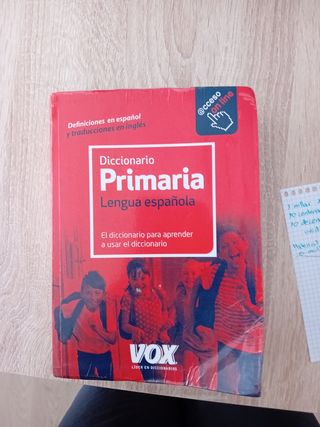 Definiciones en español
y traducciones en inglés
@cceso
online
Diccionario
Primaria
Lengua española
El diccionario para aprender
a usar el diccionario
VOX
LÍDER EN DICCIONARIOS